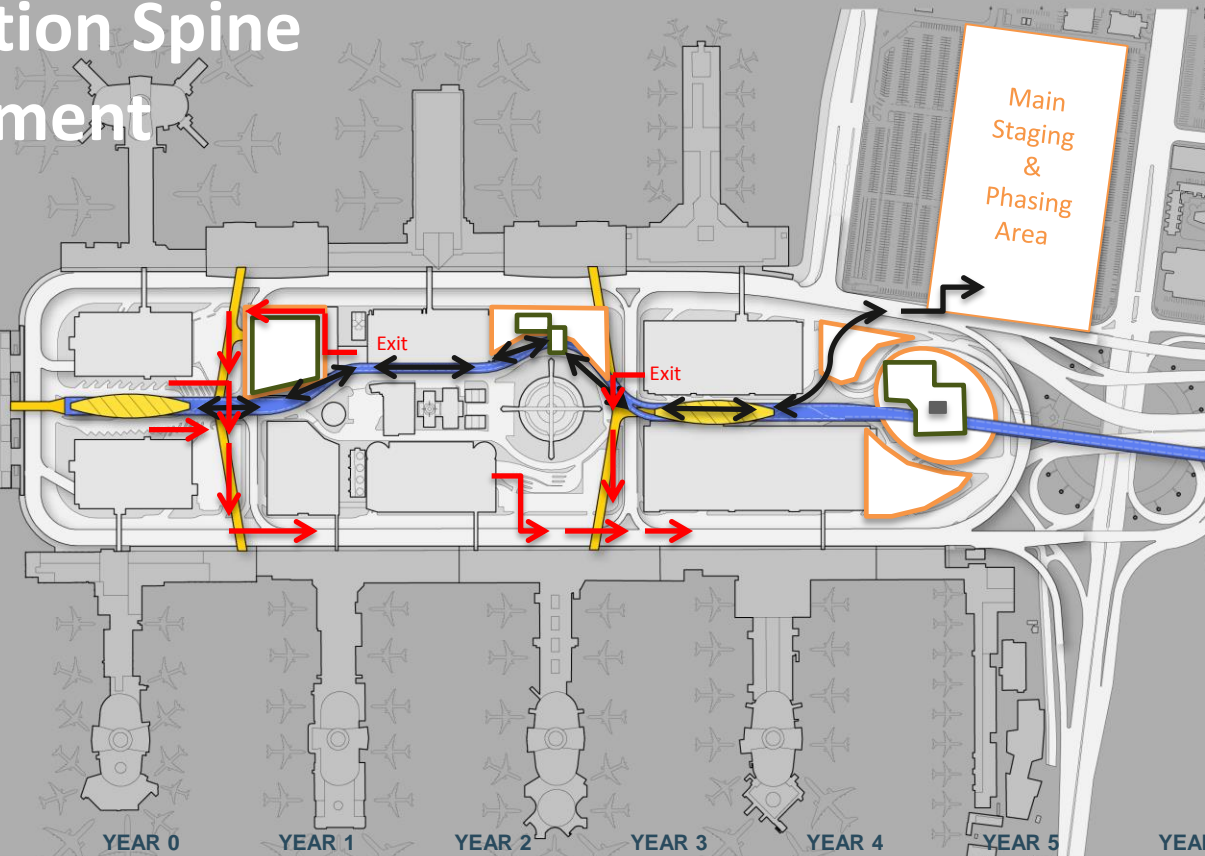 tion Spine
ment
Main
Staging
&
Phasing
Area
Exit
Exit
YEAR 0
YEAR 1
YEAR 2
YEAR 3
YEAR 4
YEAR 5
YEA